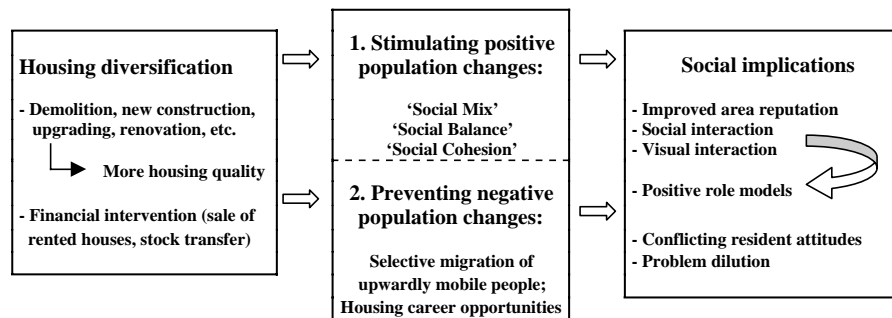 Housing diversification
- Demolition, new construction,
upgrading, renovation, etc.
More housing quality
- Financial intervention (sale of
rented houses, stock transfer)
1. Stimulating positive
population changes:
‘Social Mix’
‘Social Balance’
‘Social Cohesion’
2. Preventing negative
population changes:
Selective migration of
upwardly mobile people;
Housing career opportunities
Social implications
- Improved area reputation
- Social interaction
- Visual interaction
- Positive role models
- Conflicting resident attitudes
- Problem dilution